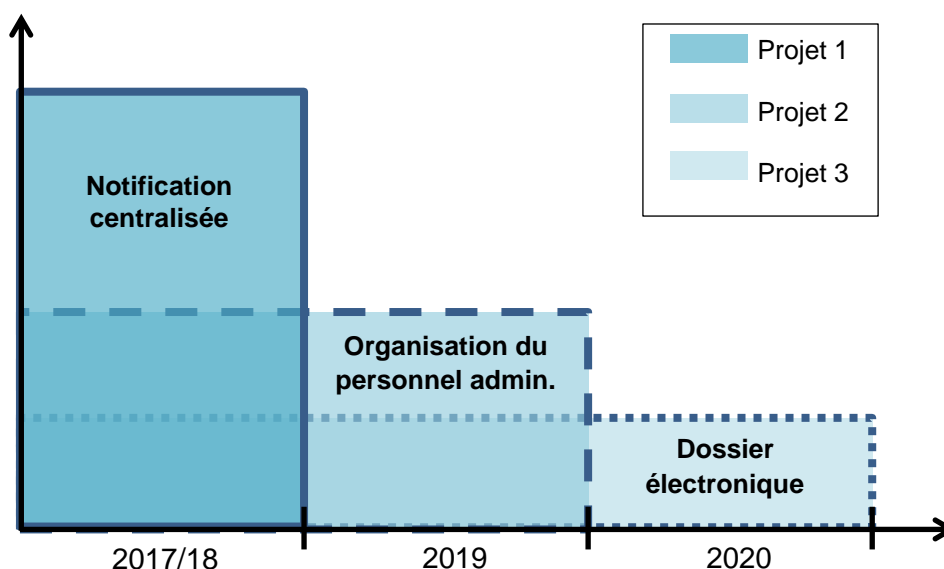 Projet 1
Projet 2
Projet 3
Notification
centralisée
Organisation du
personnel admin.
Dossier
électronique
2017/18
2019
2020